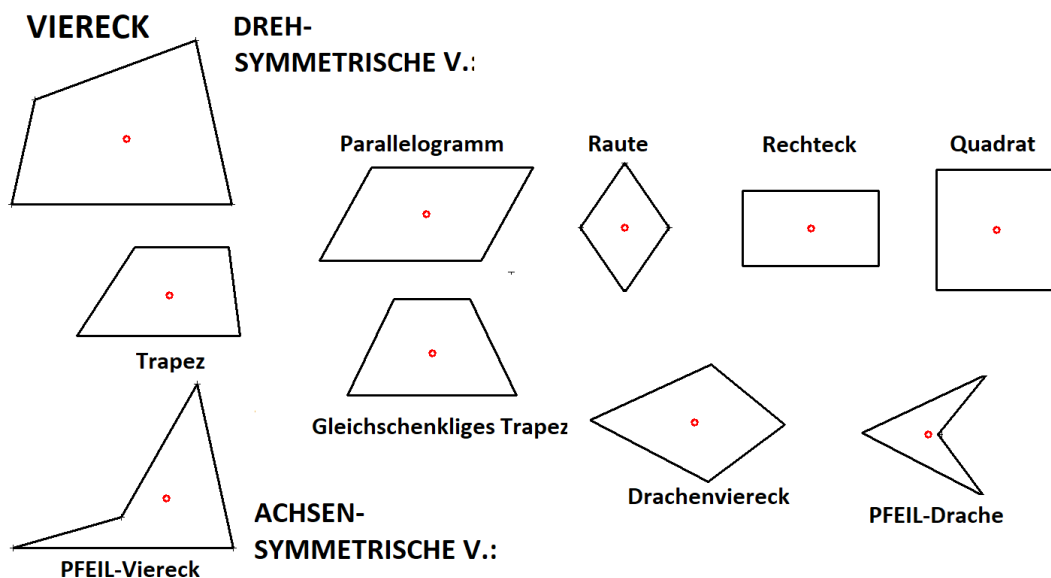 VIERECK
DREH-
SYMMETRISCHE V.:
Parallelogramm
Raute
Rechteck
Quadrat
Trapez
Gleichschenkliges Trapez
Drachenviereck
PFEIL-Drache
ACHSEN-
SYMMETRISCHE V.:
PFEIL-Viereck